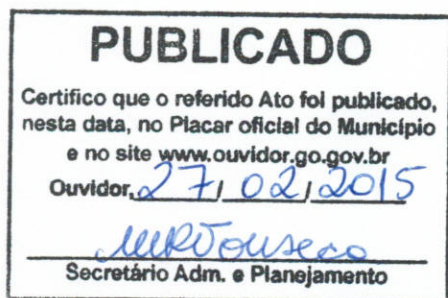 PUBLICADO
Certifico que o referido Ato foi publicado,
nesta data, no Placar oficial do Município
e no site www.ouvidor.go.gov.br
Ouvidor, 27/02/2015
Secretário Adm. e Planejamento